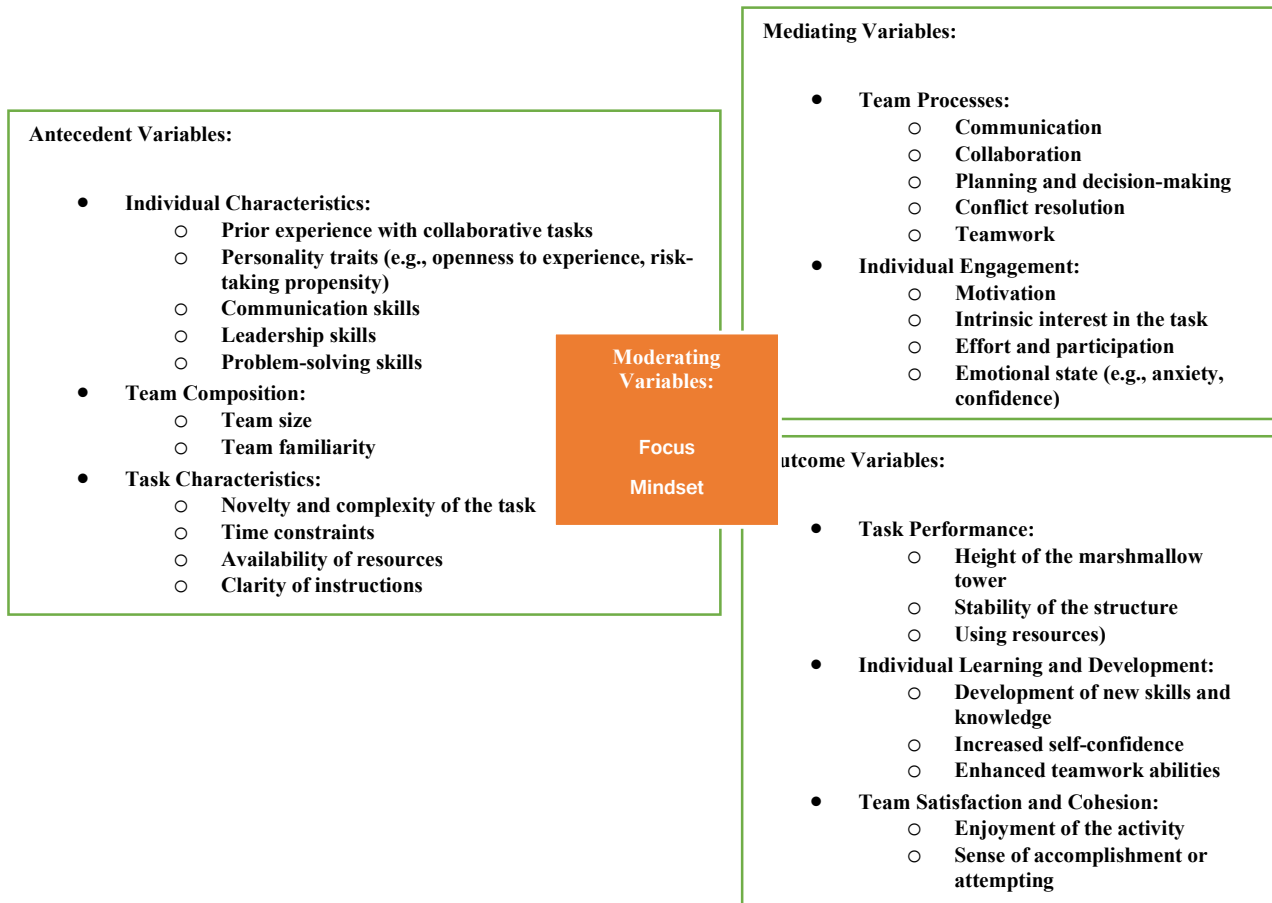 Antecedent Variables:
● Individual Characteristics:
○ Prior experience with collaborative tasks
○ Personality traits (e.g., openness to experience, risk-
taking propensity)
○ Communication skills
○ Leadership skills
○ Problem-solving skills
● Team Composition:
○ Team size
○ Team familiarity
● Task Characteristics:
○ Novelty and complexity of the task
○ Time constraints
○ Availability of resources
○ Clarity of instructions
Moderating
Variables:
Focus
Mindset
Mediating Variables:
● Team Processes:
○ Communication
○ Collaboration
○ Planning and decision-making
○ Conflict resolution
○ Teamwork
● Individual Engagement:
○ Motivation
○ Intrinsic interest in the task
○ Effort and participation
○ Emotional state (e.g., anxiety,
confidence)
utcome Variables:
● Task Performance:
○ Height of the marshmallow
tower
○ Stability of the structure
○ Using resources)
● Individual Learning and Development:
○ Development of new skills and
knowledge
○ Increased self-confidence
○ Enhanced teamwork abilities
● Team Satisfaction and Cohesion:
○ Enjoyment of the activity
○ Sense of accomplishment or
attempting